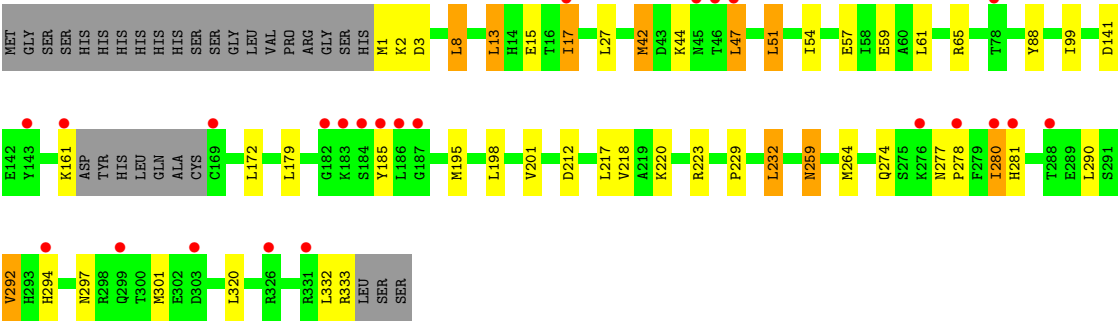 MET GLY SER SER HIS HIS HIS HIS HIS HIS SER SER GLY LEU VAL PRO ARG GLY SER HIS M1 K2 D3 L8 L13 H14 E15 T16 I17 L27 M42 D43 K44 N45 T46 L47 L51 I54 E57 I58 E59 A60 L61 R65 T78 Y88 I99 D141
E142 Y143 K161 ASP TYR HIS LEU GLN ALA CYS C169 L172 L179 G182 K183 S184 Y185 L186 G187 M195 L198 V201 D212 L217 V218 A219 K220 R223 P229 L232 N259 M264 Q274 S275 K276 N277 P278 F279 I280 H281 T288 E289 L290 S291
V292 H293 H294 N297 R298 Q299 T300 M301 E302 D303 L320 R326 R331 L332 R333 LEU SER SER